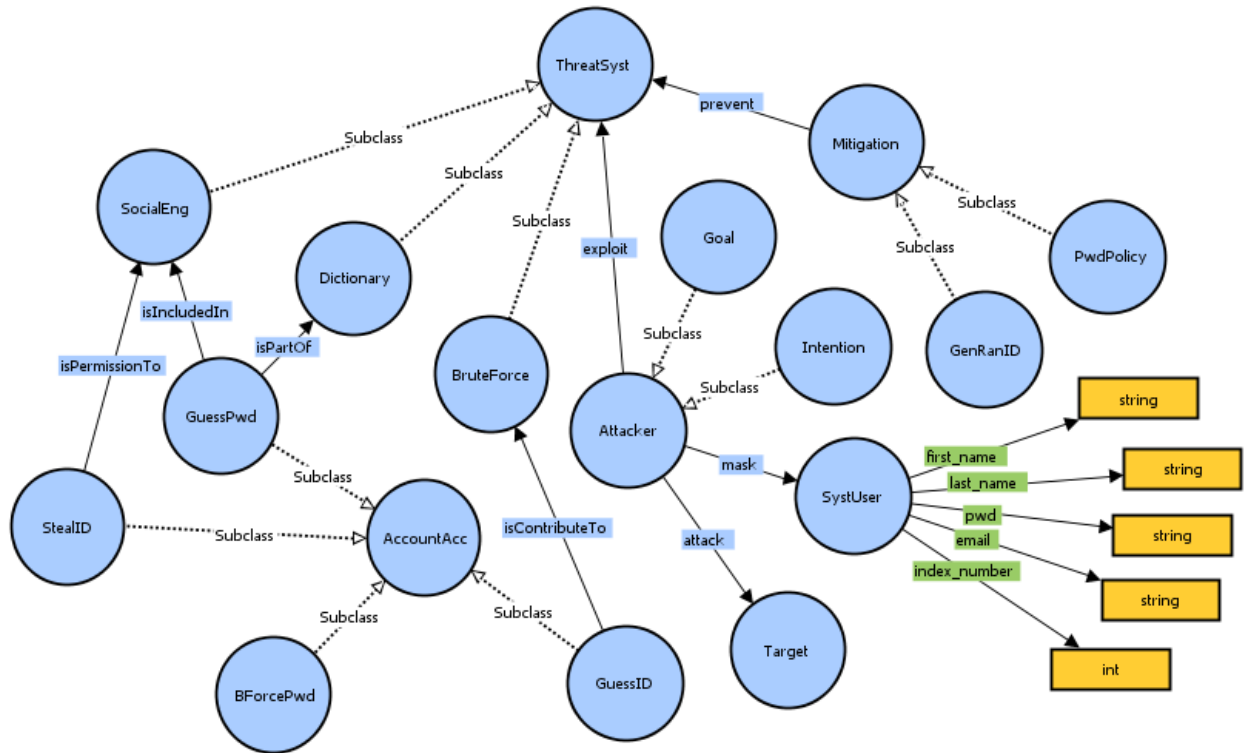 ThreatSyst
prevent
Mitigation
Subclass
Subclass
SocialEng
Subclass
Subclass
Goal
PwdPolicy
exploit
Subclass
Dictionary
isIncludedIn
Subclass
isPartOf
Intention
GenRanID
isPermissionTo
BruteForce
Subclass
GuessPwd
Attacker
string
first_name
mask
string
last_name
SystUser
Subclass
pwd
StealID
Subclass
AccountAcc
isContributeTo
attack
email
string
index_number
string
Subclass
Subclass
Target
int
BForcePwd
GuessID